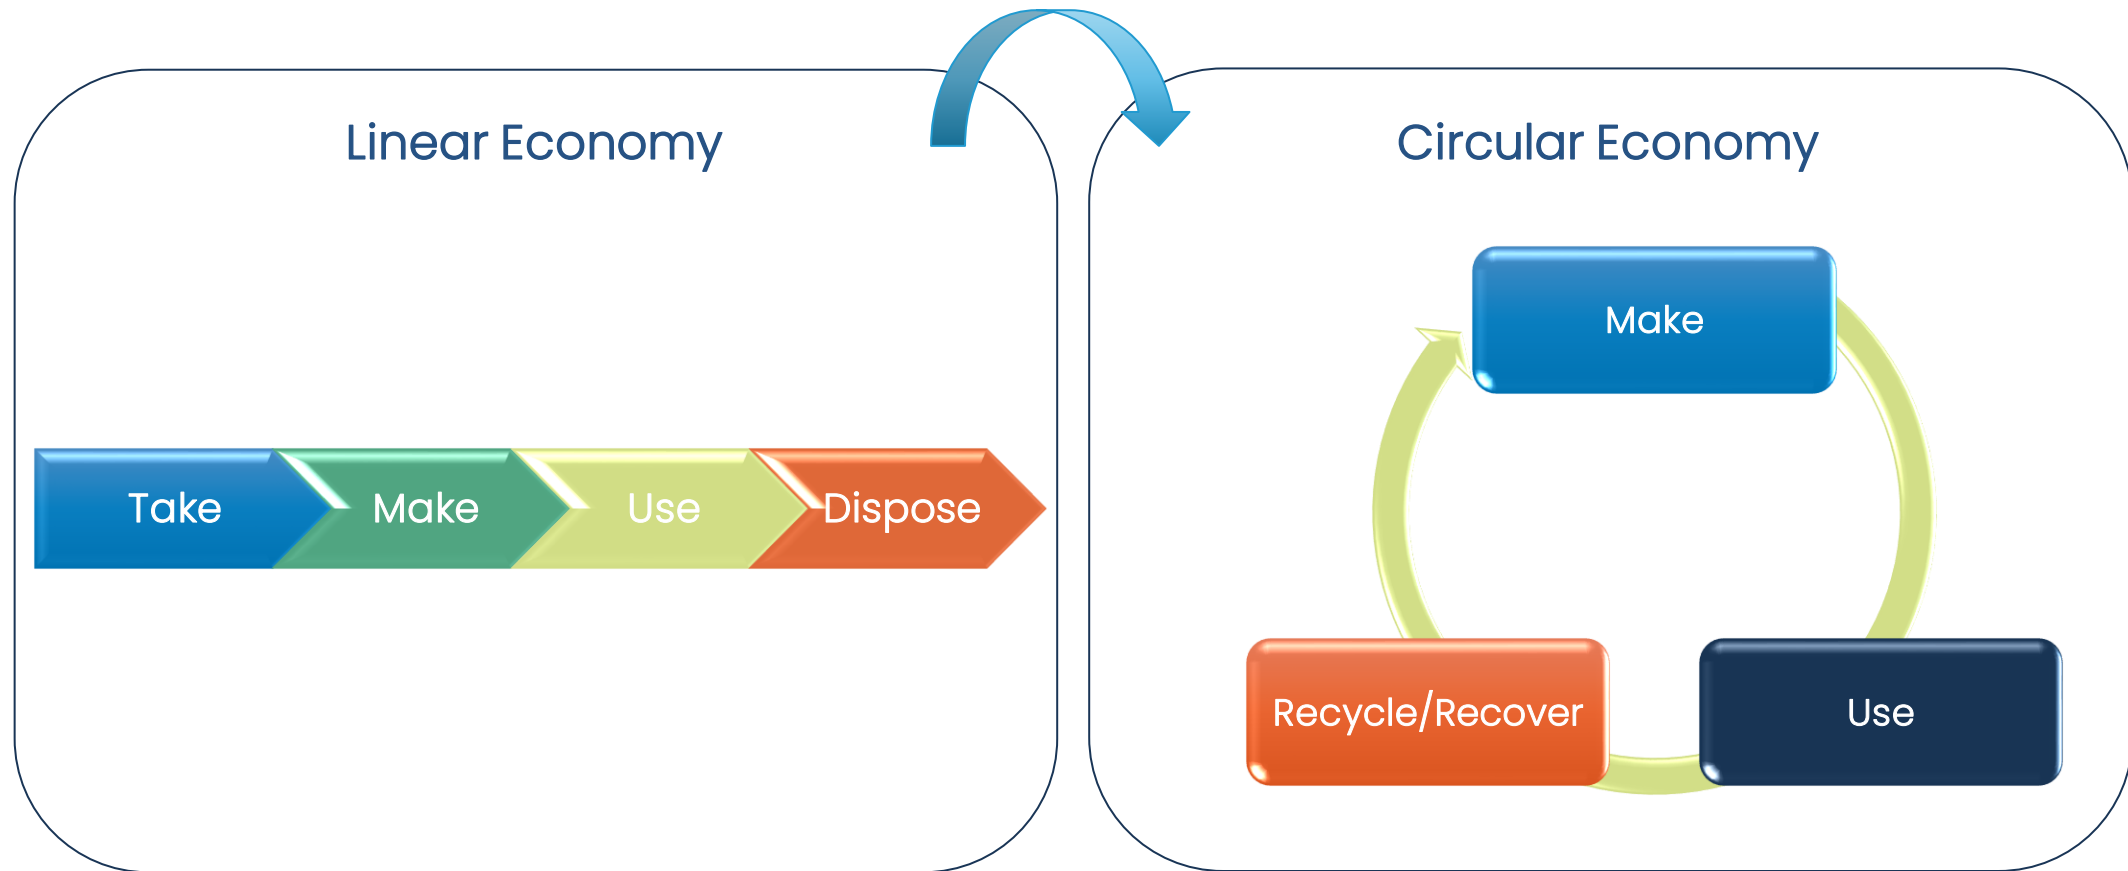 Linear Economy
Take
Make
Use
Dispose
Circular Economy
Make
Use
Recycle/Recover